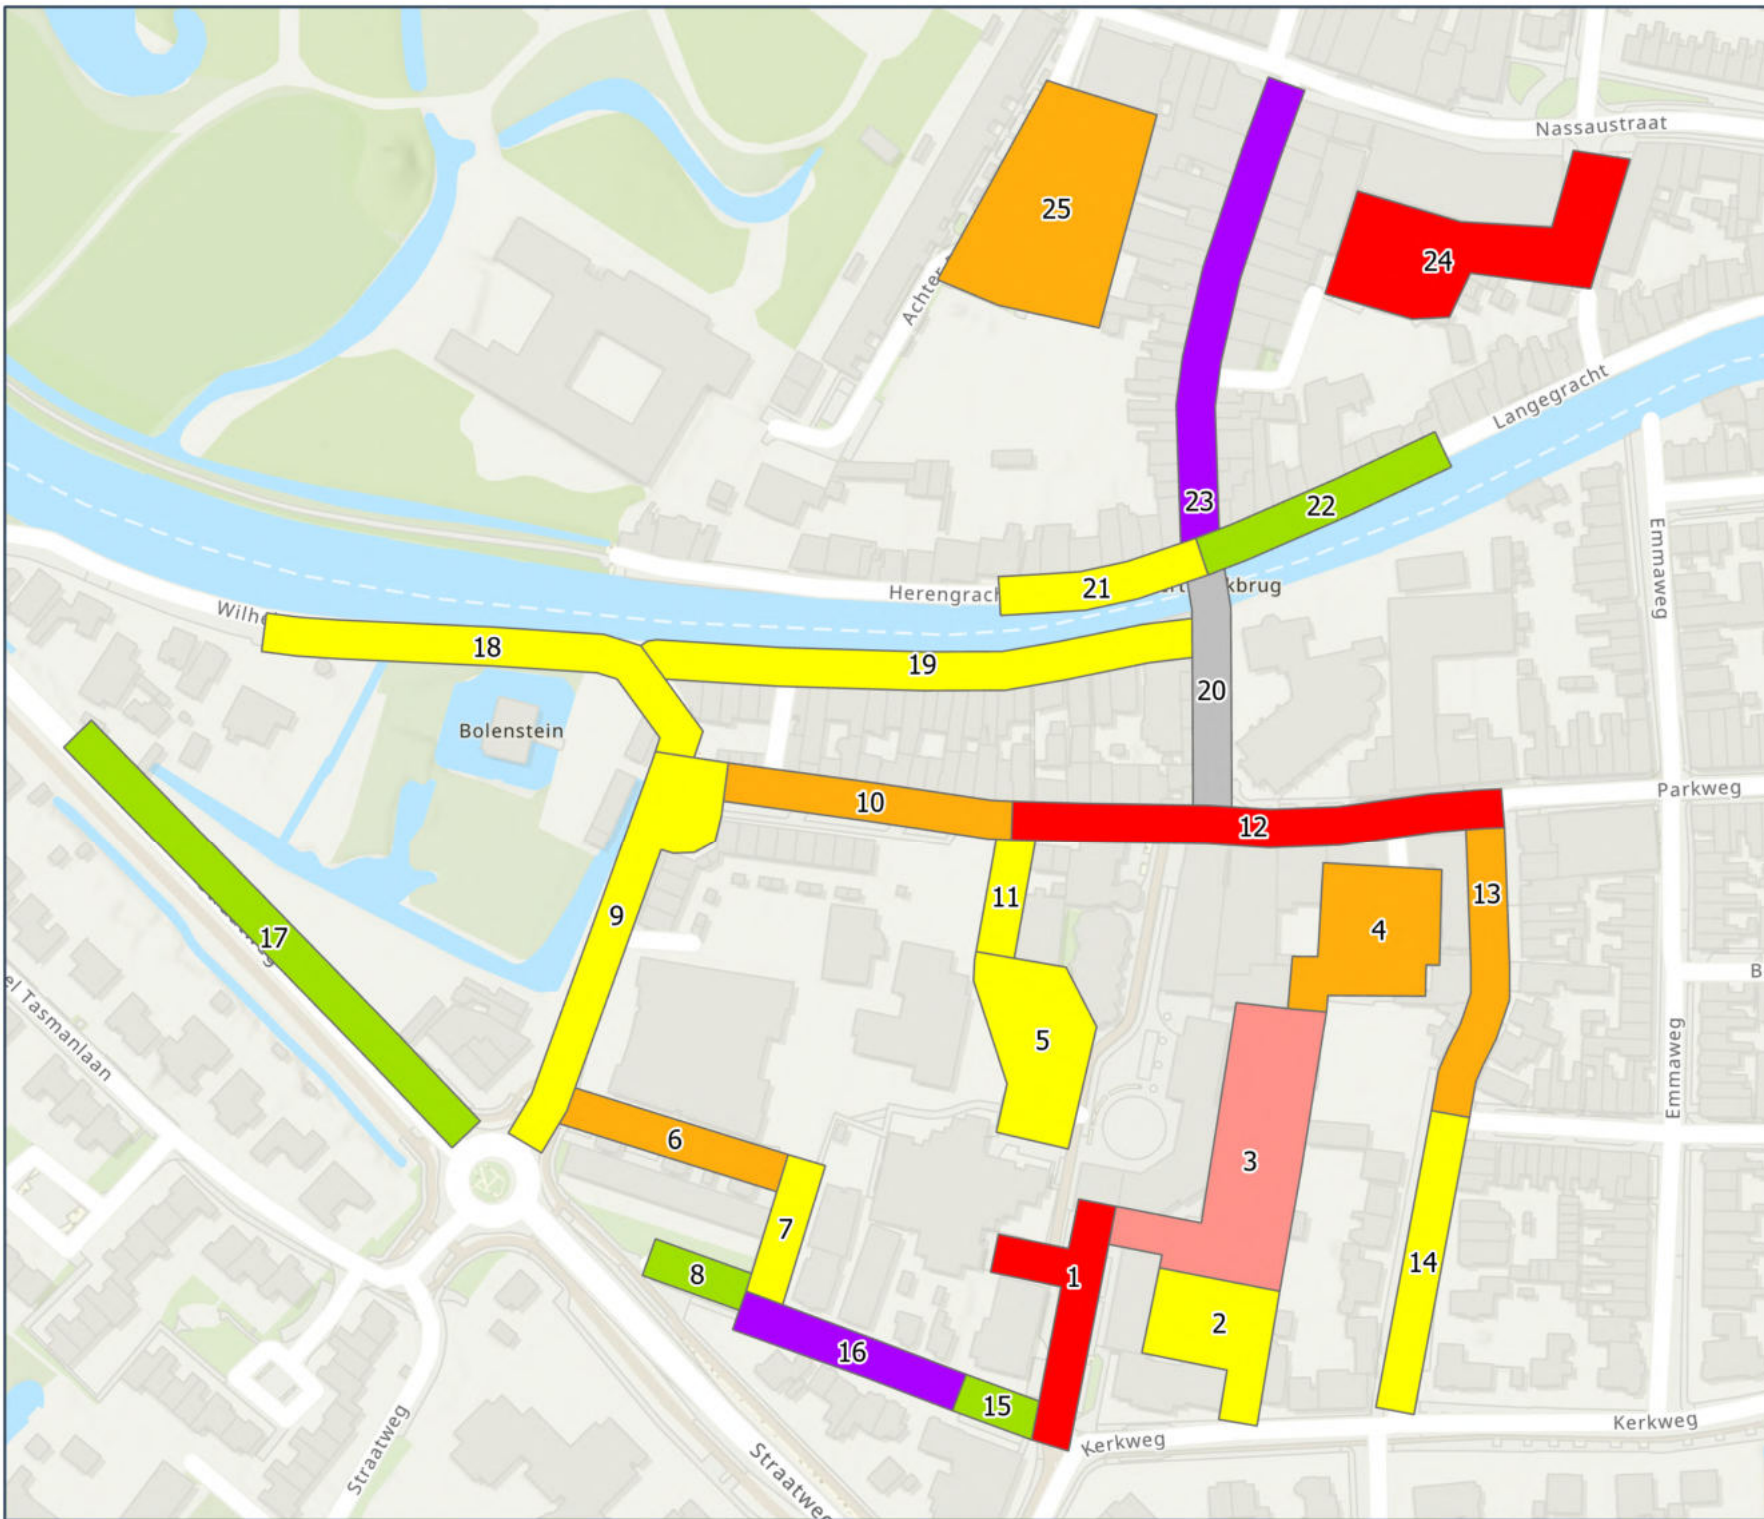 Nassaustraat
25
24
Achter
Langegracht
23
22
Emmaweg
Herengrach
21
kbrug
Wilhe
18
19
20
Bolenstein
Parkweg
10
12
11
13
4
9
17
el Tasmanlaan
B
5
Emmaweg
6
3
7
8
1
14
2
16
15
Kerkweg
Kerkweg
Straatweg
Straatweg